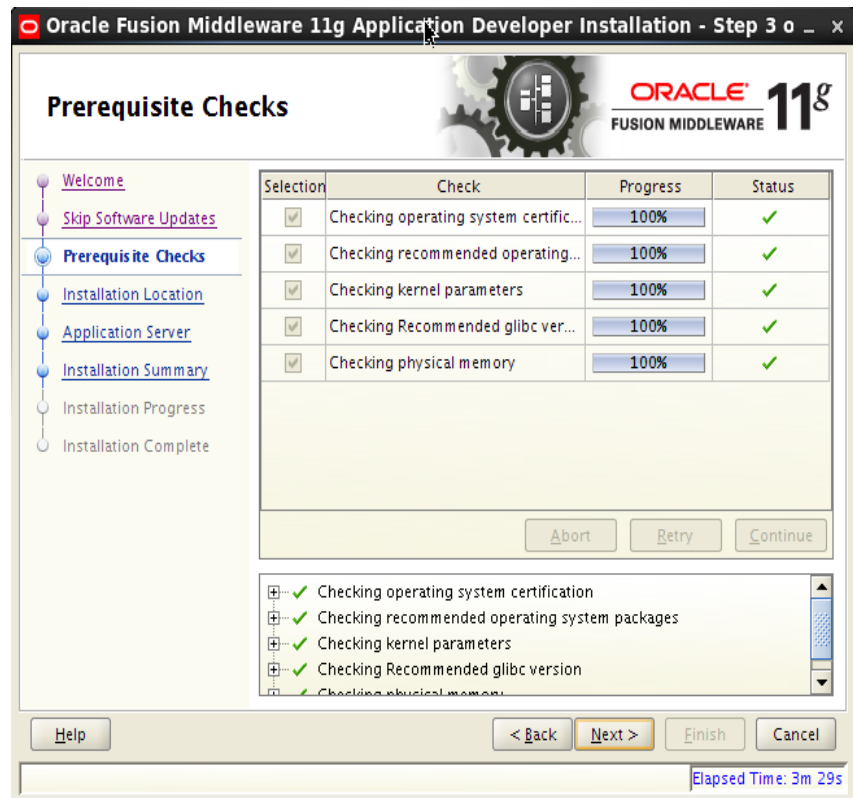 Oracle Fusion Middleware 11g Application Developer Installation - Step 3 o
Prerequisite Checks
ORACLE
FUSION MIDDLEWARE 11g
Welcome
Skip Software Updates
Prerequisite Checks
Installation Location
Application Server
Installation Summary
Installation Progress
Installation Complete
Selection Check Progress Status
Checking operating system certific... 100%
Checking recommended operating... 100%
Checking kernel parameters 100%
Checking Recommended glibc ver... 100%
Checking physical memory 100%
Abort Retry Continue
Checking operating system certification
Checking recommended operating system packages
Checking kernel parameters
Checking Recommended glibc version
Checking physical memory
Help < Back Next > Finish Cancel
Elapsed Time: 3m 29s